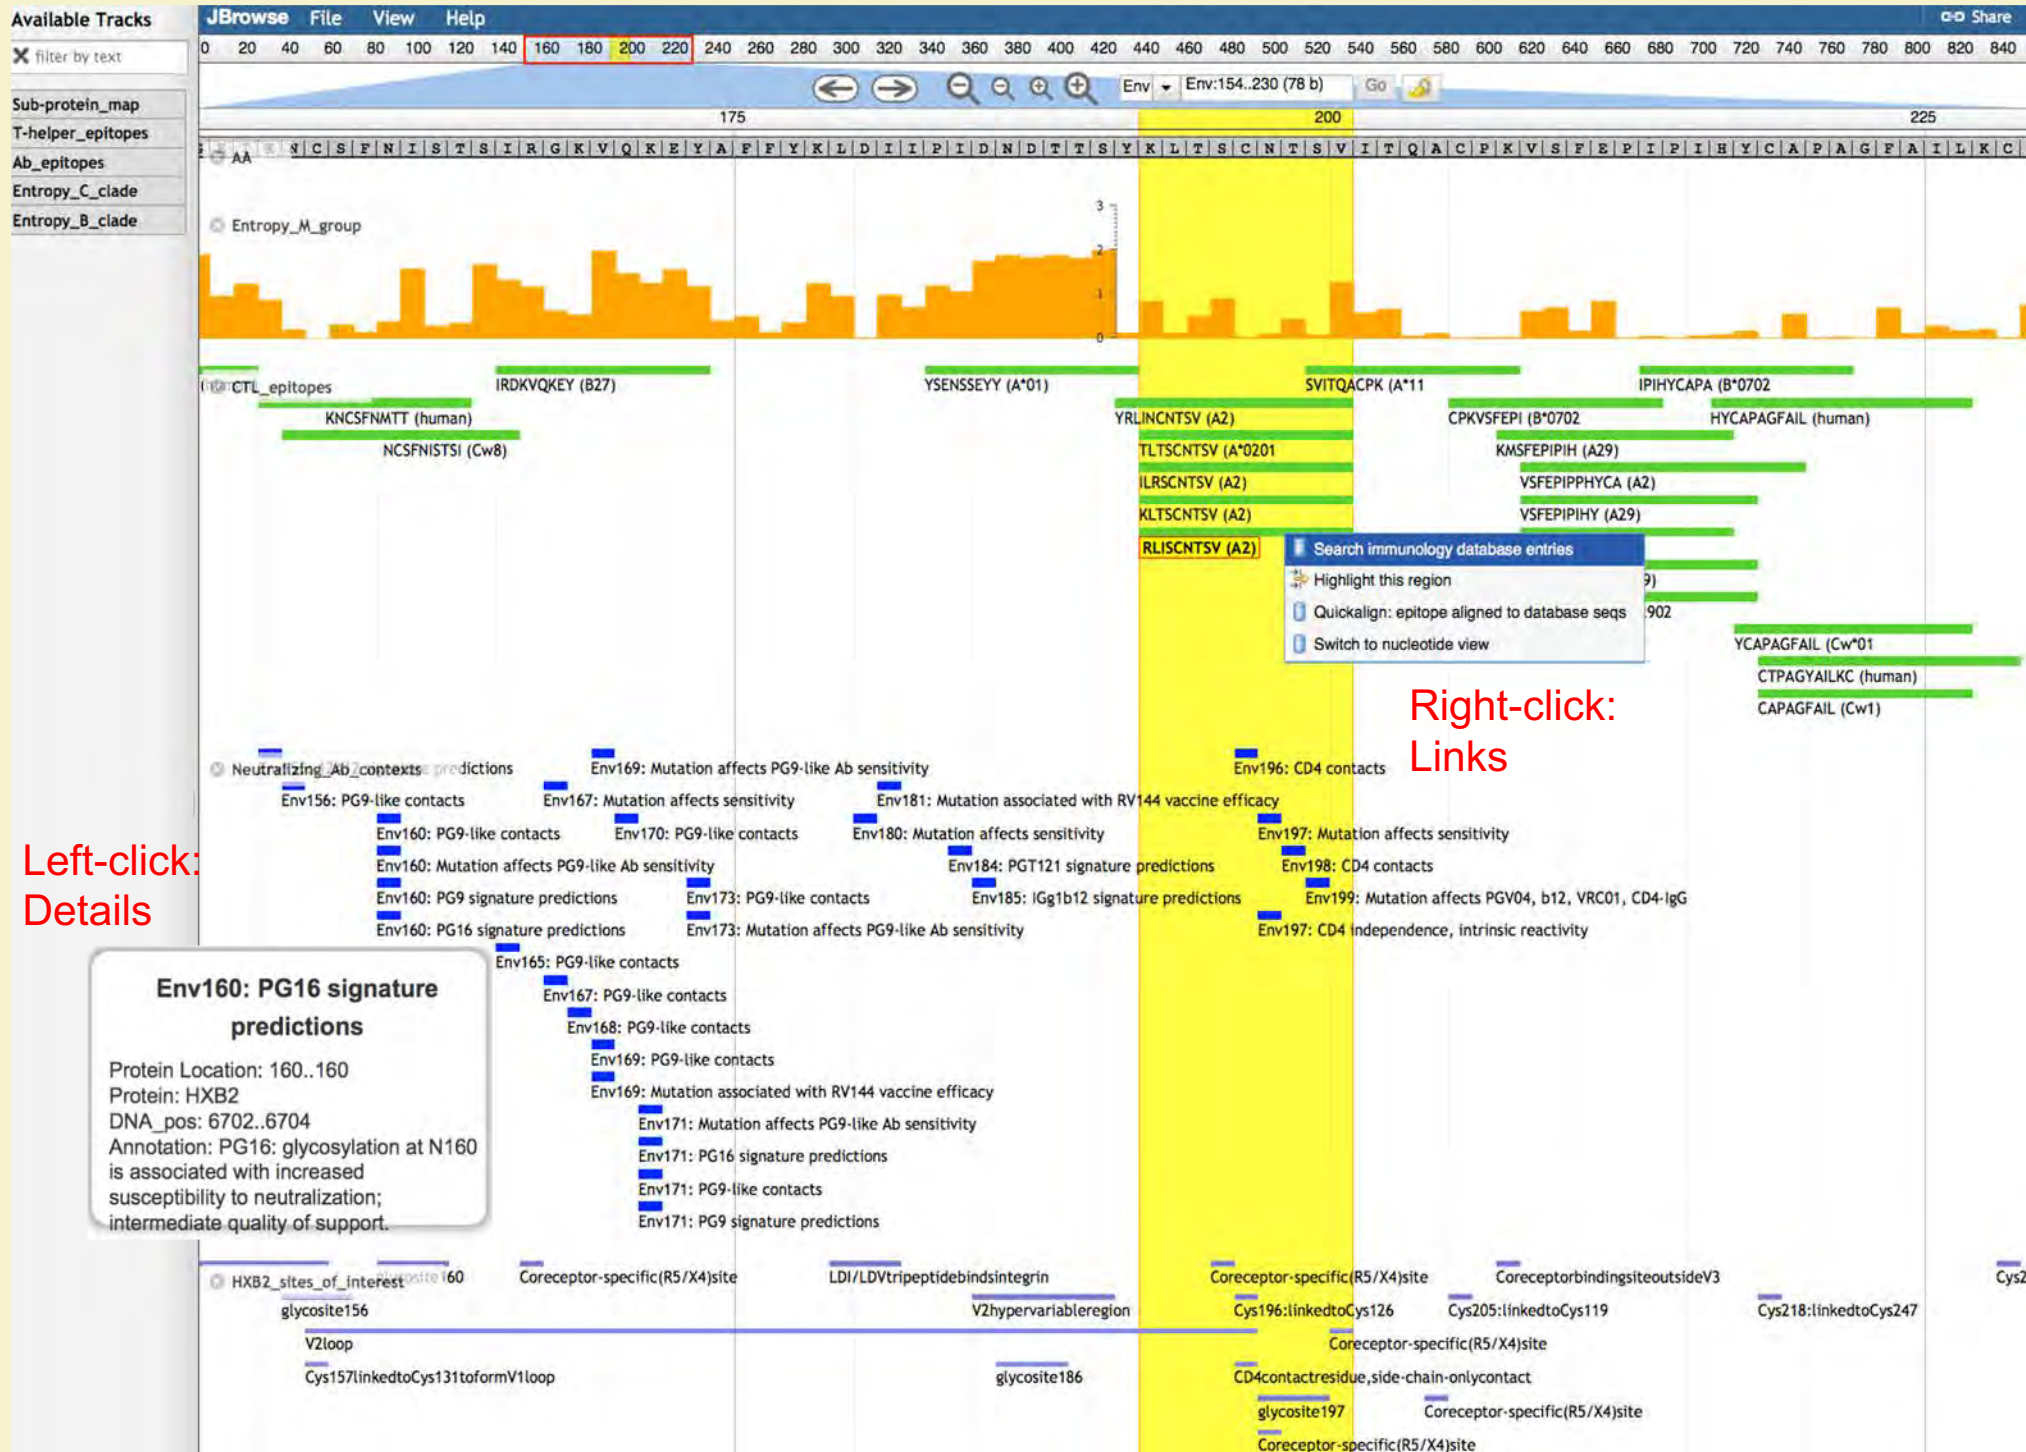 Available Tracks
JBrowse File View Help
Share
filter by text
0 20 40 60 80 100 120 140 160 180 200 220 240 260 280 300 320 340 360 380 400 420 440 460 480 500 520 540 560 580 600 620 640 660 680 700 720 740 760 780 800 820 840
Env Env:154..230 (78 b) Go
Sub-protein_map
T-helper_epitopes
Ab_epitopes
Entropy_C_clade
Entropy_B_clade
175 200 225
N C S F N I S T S I R G K V Q K E Y A F F Y K L D I I P I D N D T T S Y K L T S C N T S V I T Q A C P K V S F E P I P I H Y C A P A G F A I L K C
AA
Entropy_M_group
3
2
1
0
CTL_epitopes
IRDKVQKEY (B27)
YSENSSEYY (A*01)
SVITQACPK (A*11
IPIHYCAPA (B*0702
KNCSFNMTT (human)
YRLINCNTSV (A2)
CPKVSFEPI (B*0702
HYCAPAGFAIL (human)
NCSFNISTSI (Cw8)
TLTSCNTSV (A*0201
KMSFEPIPIH (A29)
ILRSCNTSV (A2)
VSFEPIPPHYCA (A2)
KLTSCNTSV (A2)
VSFEPIPIHY (A29)
RLISCNTSV (A2)
Search immunology database entries
Highlight this region
9)
Quickalign: epitope aligned to database seqs
902
Switch to nucleotide view
YCAPAGFAIL (Cw*01
CTPAGYAILKC (human)
CAPAGFAIL (Cw1)
Right-click:
Links
Neutralizing_Ab_contexts predictions
Env169: Mutation affects PG9-like Ab sensitivity
Env196: CD4 contacts
Env156: PG9-like contacts
Env167: Mutation affects sensitivity
Env181: Mutation associated with RV144 vaccine efficacy
Env160: PG9-like contacts
Env170: PG9-like contacts
Env180: Mutation affects sensitivity
Env197: Mutation affects sensitivity
Env160: Mutation affects PG9-like Ab sensitivity
Env184: PGT121 signature predictions
Env198: CD4 contacts
Env160: PG9 signature predictions
Env173: PG9-like contacts
Env185: IGg1b12 signature predictions
Env199: Mutation affects PGV04, b12, VRC01, CD4-IgG
Env160: PG16 signature predictions
Env173: Mutation affects PG9-like Ab sensitivity
Env197: CD4 independence, intrinsic reactivity
Env165: PG9-like contacts
Env167: PG9-like contacts
Env168: PG9-like contacts
Env169: PG9-like contacts
Env169: Mutation associated with RV144 vaccine efficacy
Env171: Mutation affects PG9-like Ab sensitivity
Env171: PG16 signature predictions
Env171: PG9-like contacts
Env171: PG9 signature predictions
Left-click:
Details
Env160: PG16 signature
predictions
Protein Location: 160..160
Protein: HXB2
DNA_pos: 6702..6704
Annotation: PG16: glycosylation at N160
is associated with increased
susceptibility to neutralization;
intermediate quality of support.
HXB2_sites_of_interest
160
Coreceptor-specific(R5/X4)site
LDI/LDVtripeptidebindsintegrin
Coreceptor-specific(R5/X4)site
CoreceptorbindingsiteoutsideV3
Cys2
glycosite156
V2hypervariableregion
Cys196:linkedtoCys126
Cys205:linkedtoCys119
Cys218:linkedtoCys247
V2loop
Coreceptor-specific(R5/X4)site
Cys157linkedtoCys131toformV1loop
glycosite186
CD4contactresidue,side-chain-onlycontact
glycosite197
Coreceptor-specific(R5/X4)site
Coreceptor-specific(R5/X4)site